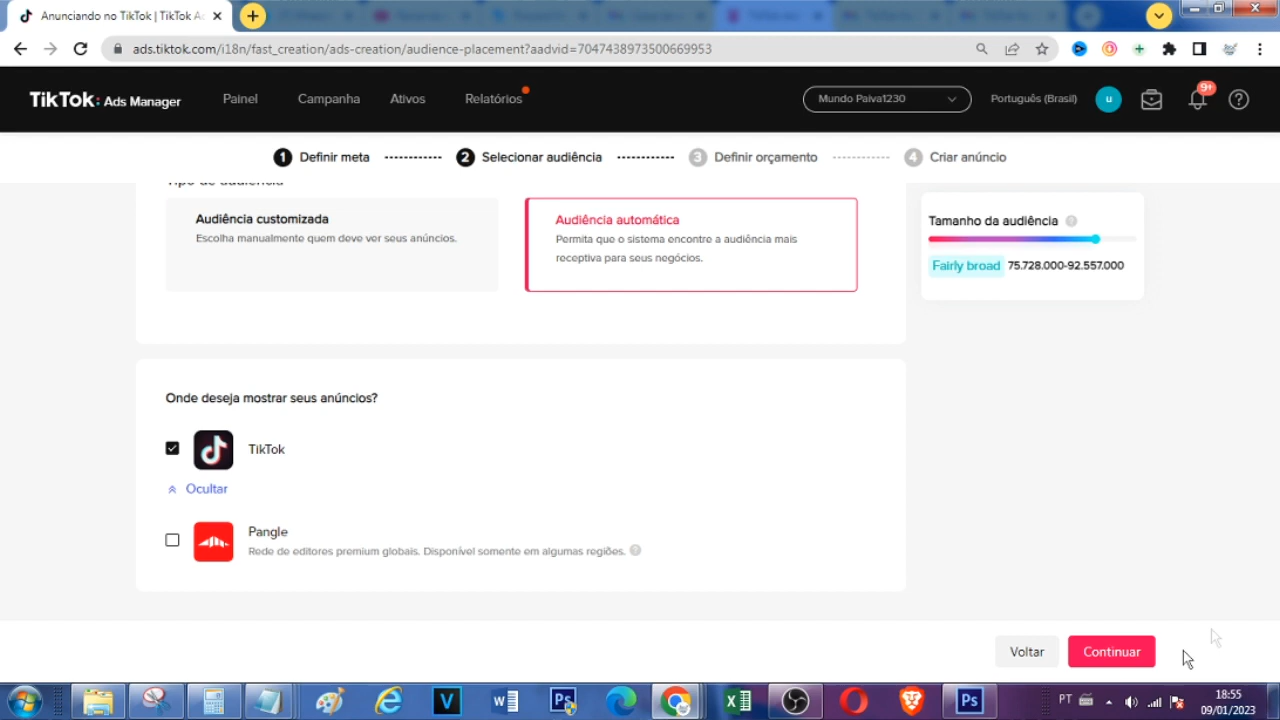 Anunciando no TikTok | TikTok A
ads.tiktok.com/i18n/fast_creation/ads-creation/audience-placement?aadvid=7047438973500669953
TikTok: Ads Manager
Painel
Campanha
Ativos
Relatórios
Mundo Paiva1230
Português (Brasil)
u
9+
1 Definir meta
2 Selecionar audiência
3 Definir orçamento
4 Criar anúncio
Tipo de audiência
Audiência customizada
Escolha manualmente quem deve ver seus anúncios.
Audiência automática
Permita que o sistema encontre a audiência mais
receptiva para seus negócios.
Tamanho da audiência
Fairly broad 75.728.000-92.557.000
Onde deseja mostrar seus anúncios?
TikTok
Ocultar
Pangle
Rede de editores premium globais. Disponível somente em algumas regiões.
Voltar
Continuar
PT
18:55
09/01/2023